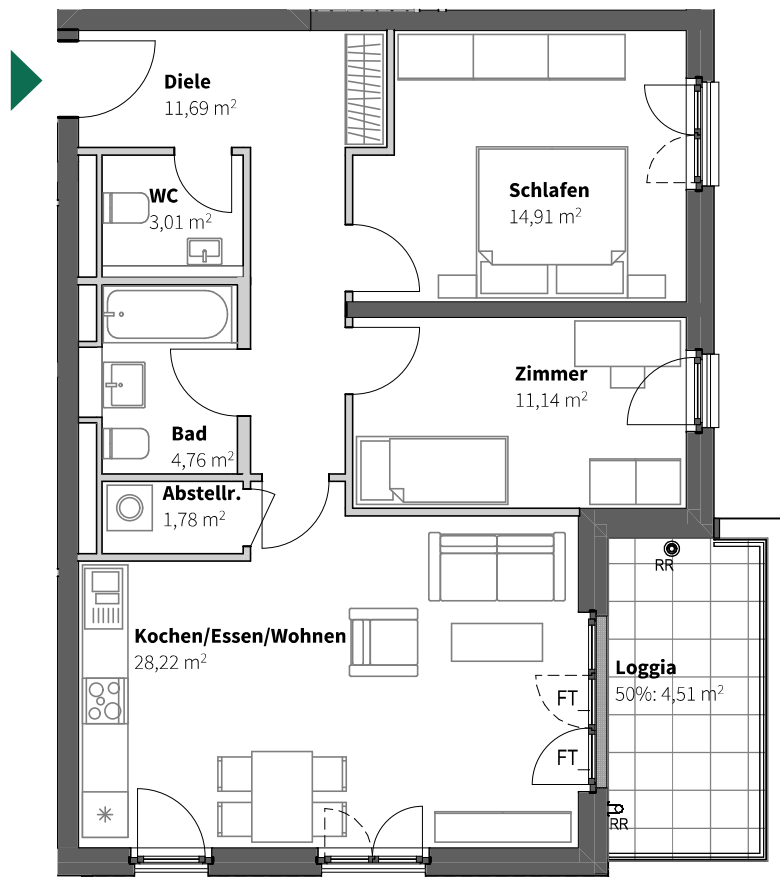 Diele
11,69 m²
WC
3,01 m²
Schlafen
14,91 m²
Zimmer
11,14 m²
Bad
4,76 m²
Abstellr.
1,78 m²
RR
Kochen/Essen/Wohnen
28,22 m²
Loggia
50%: 4,51 m²
FT
FT
RR